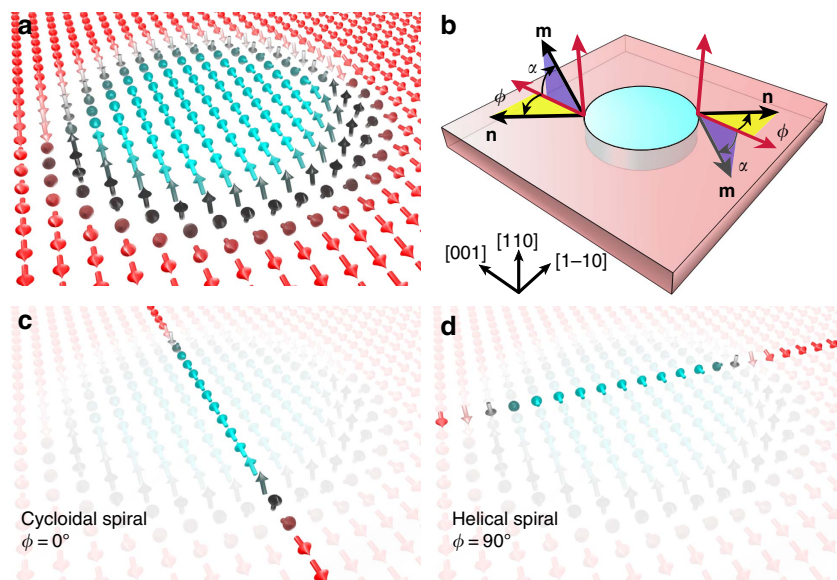 a
b
m
α
ϕ
n
n
ϕ
α
m
[001]
[110]
[1–10]
c
Cycloidal spiral
ϕ = 0°
d
Helical spiral
ϕ = 90°